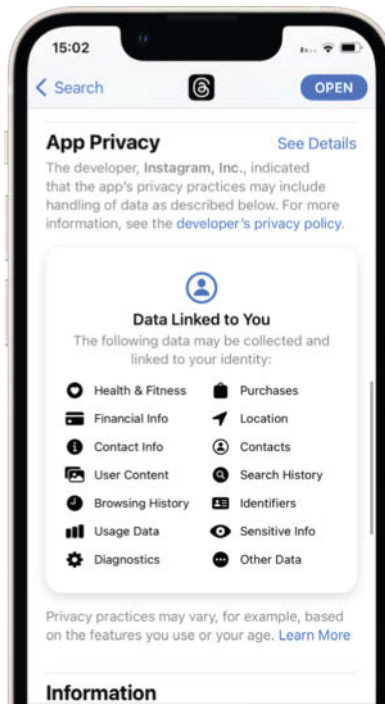 15:02
Search
OPEN
App Privacy See Details
The developer, Instagram, Inc., indicated
that the app's privacy practices may include
handling of data as described below. For more
information, see the developer's privacy policy.
Data Linked to You
The following data may be collected and
linked to your identity:
Health & Fitness Purchases
Financial Info Location
Contact Info Contacts
User Content Search History
Browsing History Identifiers
Usage Data Sensitive Info
Diagnostics Other Data
Privacy practices may vary, for example, based
on the features you use or your age. Learn More
Information